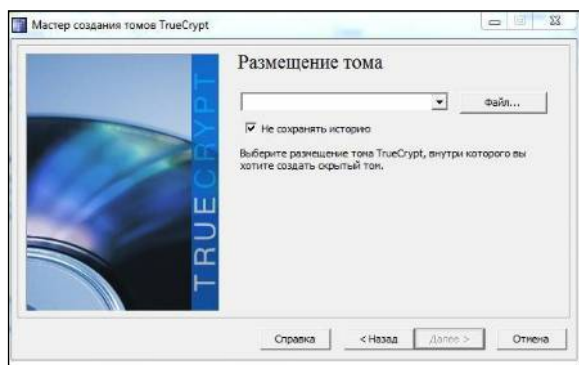 Мастер создания томов TrueCrypt
TRUECRYPT
Размещение тома
Файл...
Не сохранять историю
Выберите размещение тома TrueCrypt, внутри которого вы
хотите создать скрытый том.
Справка
< Назад
Далее >
Отмена